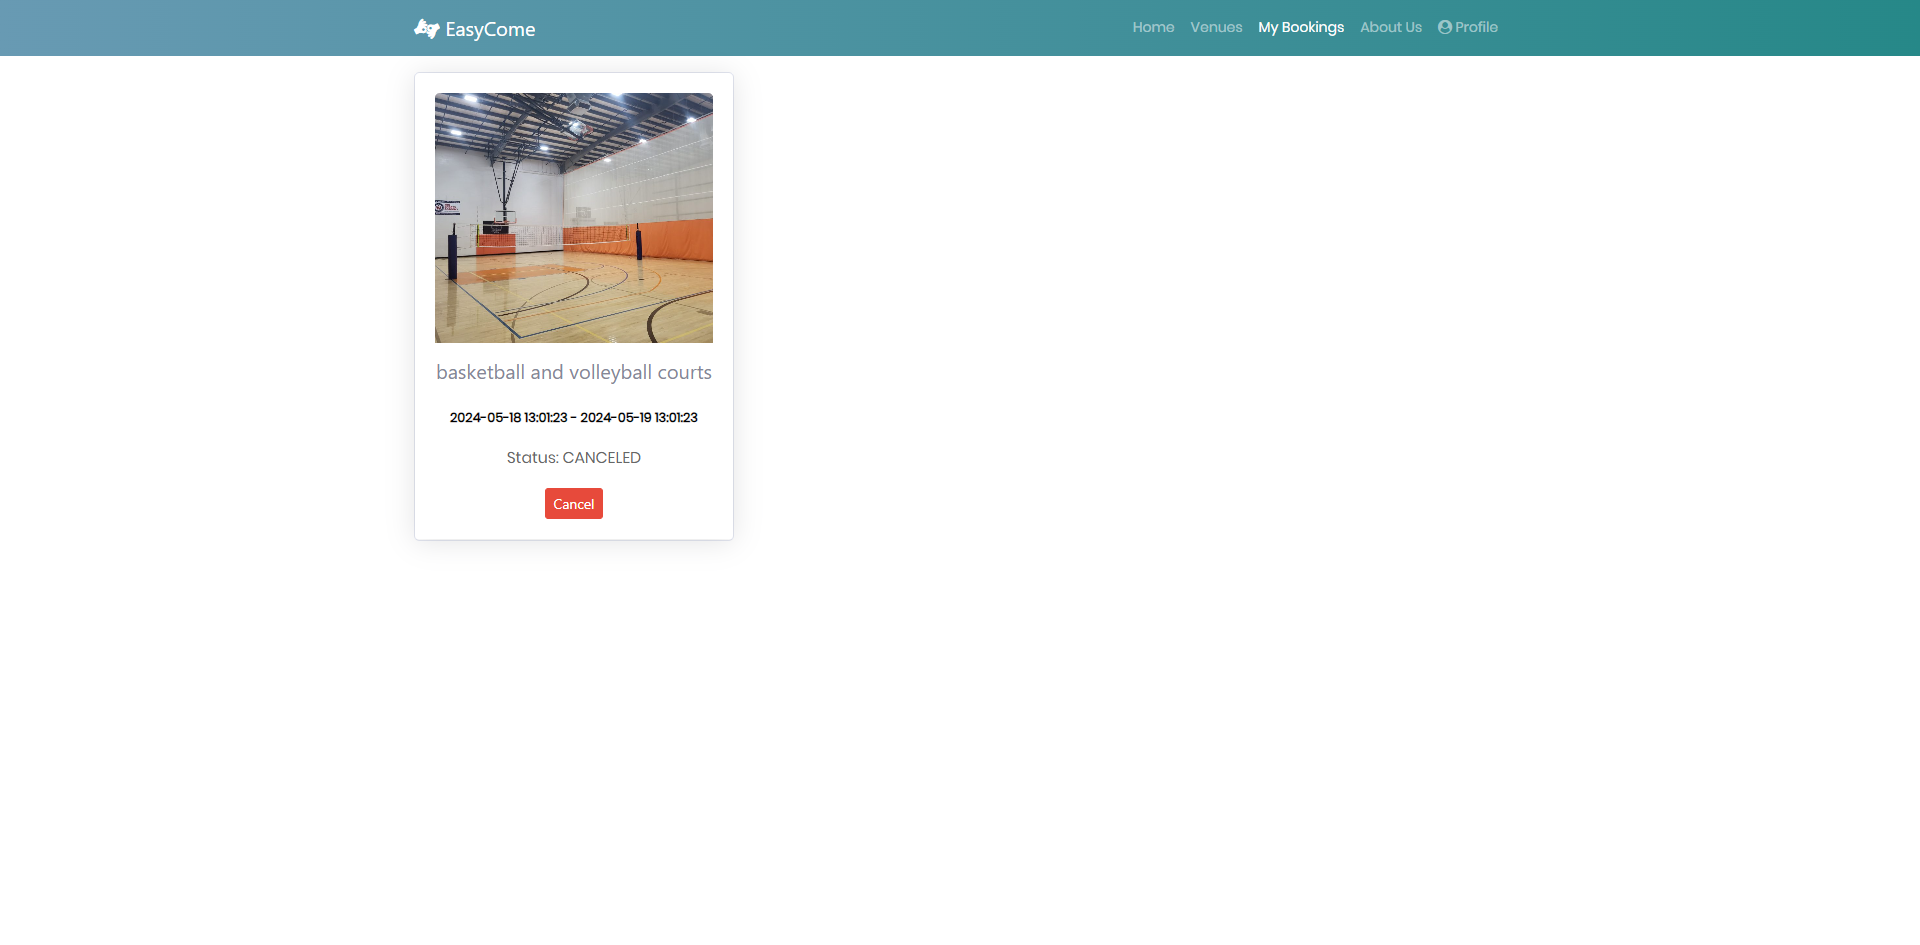 EasyCome
Home Venues My Bookings About Us Profile
basketball and volleyball courts
2024-05-18 13:01:23 - 2024-05-19 13:01:23
Status: CANCELED
Cancel